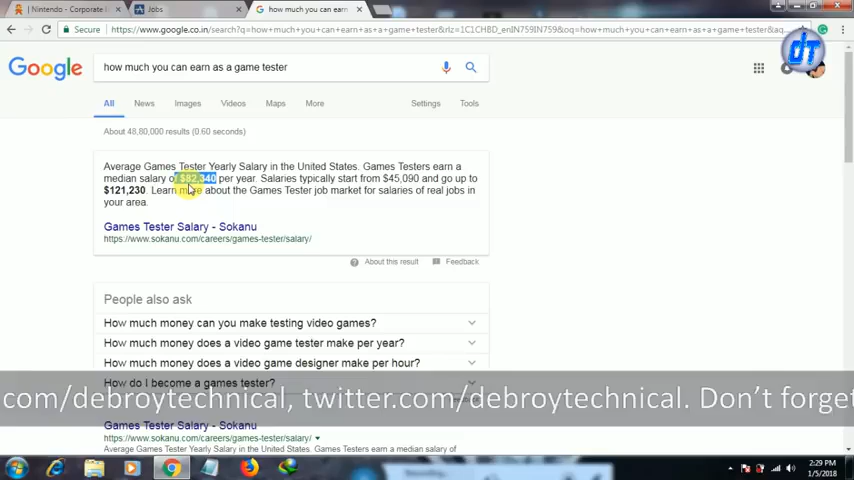 | Nintendo - Corporate I
Jobs
how much you can earn
Secure
https://www.google.co.in/search?q=how+much+you+can+earn+as+a+game+tester&rlz=1C1CHBD_enIN759IN759&oq=how+much+you+can+earn+as+a+game+tester&aq
dT
Google
how much you can earn as a game tester
All
News
Images
Videos
Maps
More
Settings
Tools
About 48,80,000 results (0.60 seconds)
Average Games Tester Yearly Salary in the United States. Games Testers earn a
median salary of $82,340 per year. Salaries typically start from $45,090 and go up to
$121,230. Learn more about the Games Tester job market for salaries of real jobs in
your area.
Games Tester Salary - Sokanu
https://www.sokanu.com/careers/games-tester/salary/
About this result
Feedback
People also ask
How much money can you make testing video games?
How much money does a video game tester make per year?
How much money does a video game designer make per hour?
How do I become a games tester?
com/debroytechnical, twitter.com/debroytechnical. Don't forget
Games Tester Salary - Sokanu
https://www.sokanu.com/careers/games-tester/salary/
Average Games Tester Yearly Salary in the United States. Games Testers earn a median salary of
2:29 PM
1/5/2018